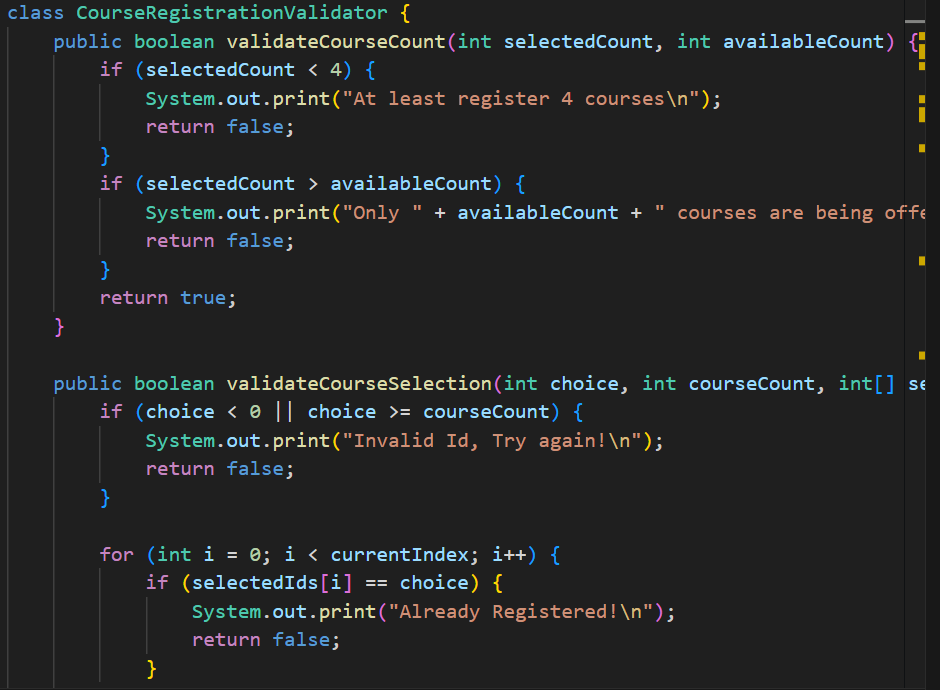 class CourseRegistrationValidator {
    public boolean validateCourseCount(int selectedCount, int availableCount) {
        if (selectedCount < 4) {
            System.out.print("At least register 4 courses\n");
            return false;
        }
        if (selectedCount > availableCount) {
            System.out.print("Only " + availableCount + " courses are being
            return false;
        }
        return true;
    }

    public boolean validateCourseSelection(int choice, int courseCount, int[]
        if (choice < 0 || choice >= courseCount) {
            System.out.print("Invalid Id, Try again!\n");
            return false;
        }

        for (int i = 0; i < currentIndex; i++) {
            if (selectedIds[i] == choice) {
                System.out.print("Already Registered!\n");
                return false;
            }